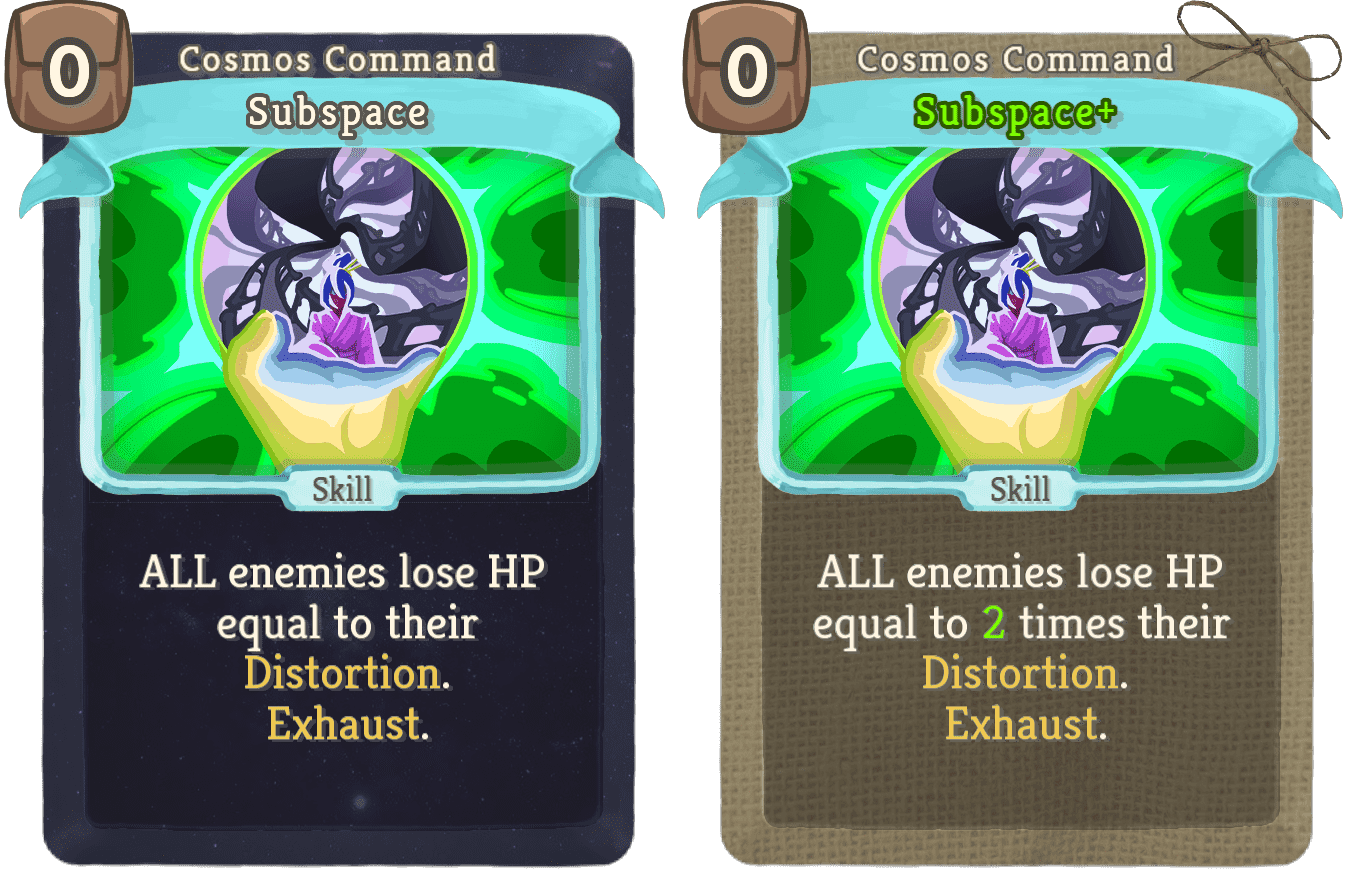 0
Cosmos Command
Subspace
Skill
ALL enemies lose HP
equal to their
Distortion.
Exhaust.
0
Cosmos Command
Subspace+
Skill
ALL enemies lose HP
equal to 2 times their
Distortion.
Exhaust.